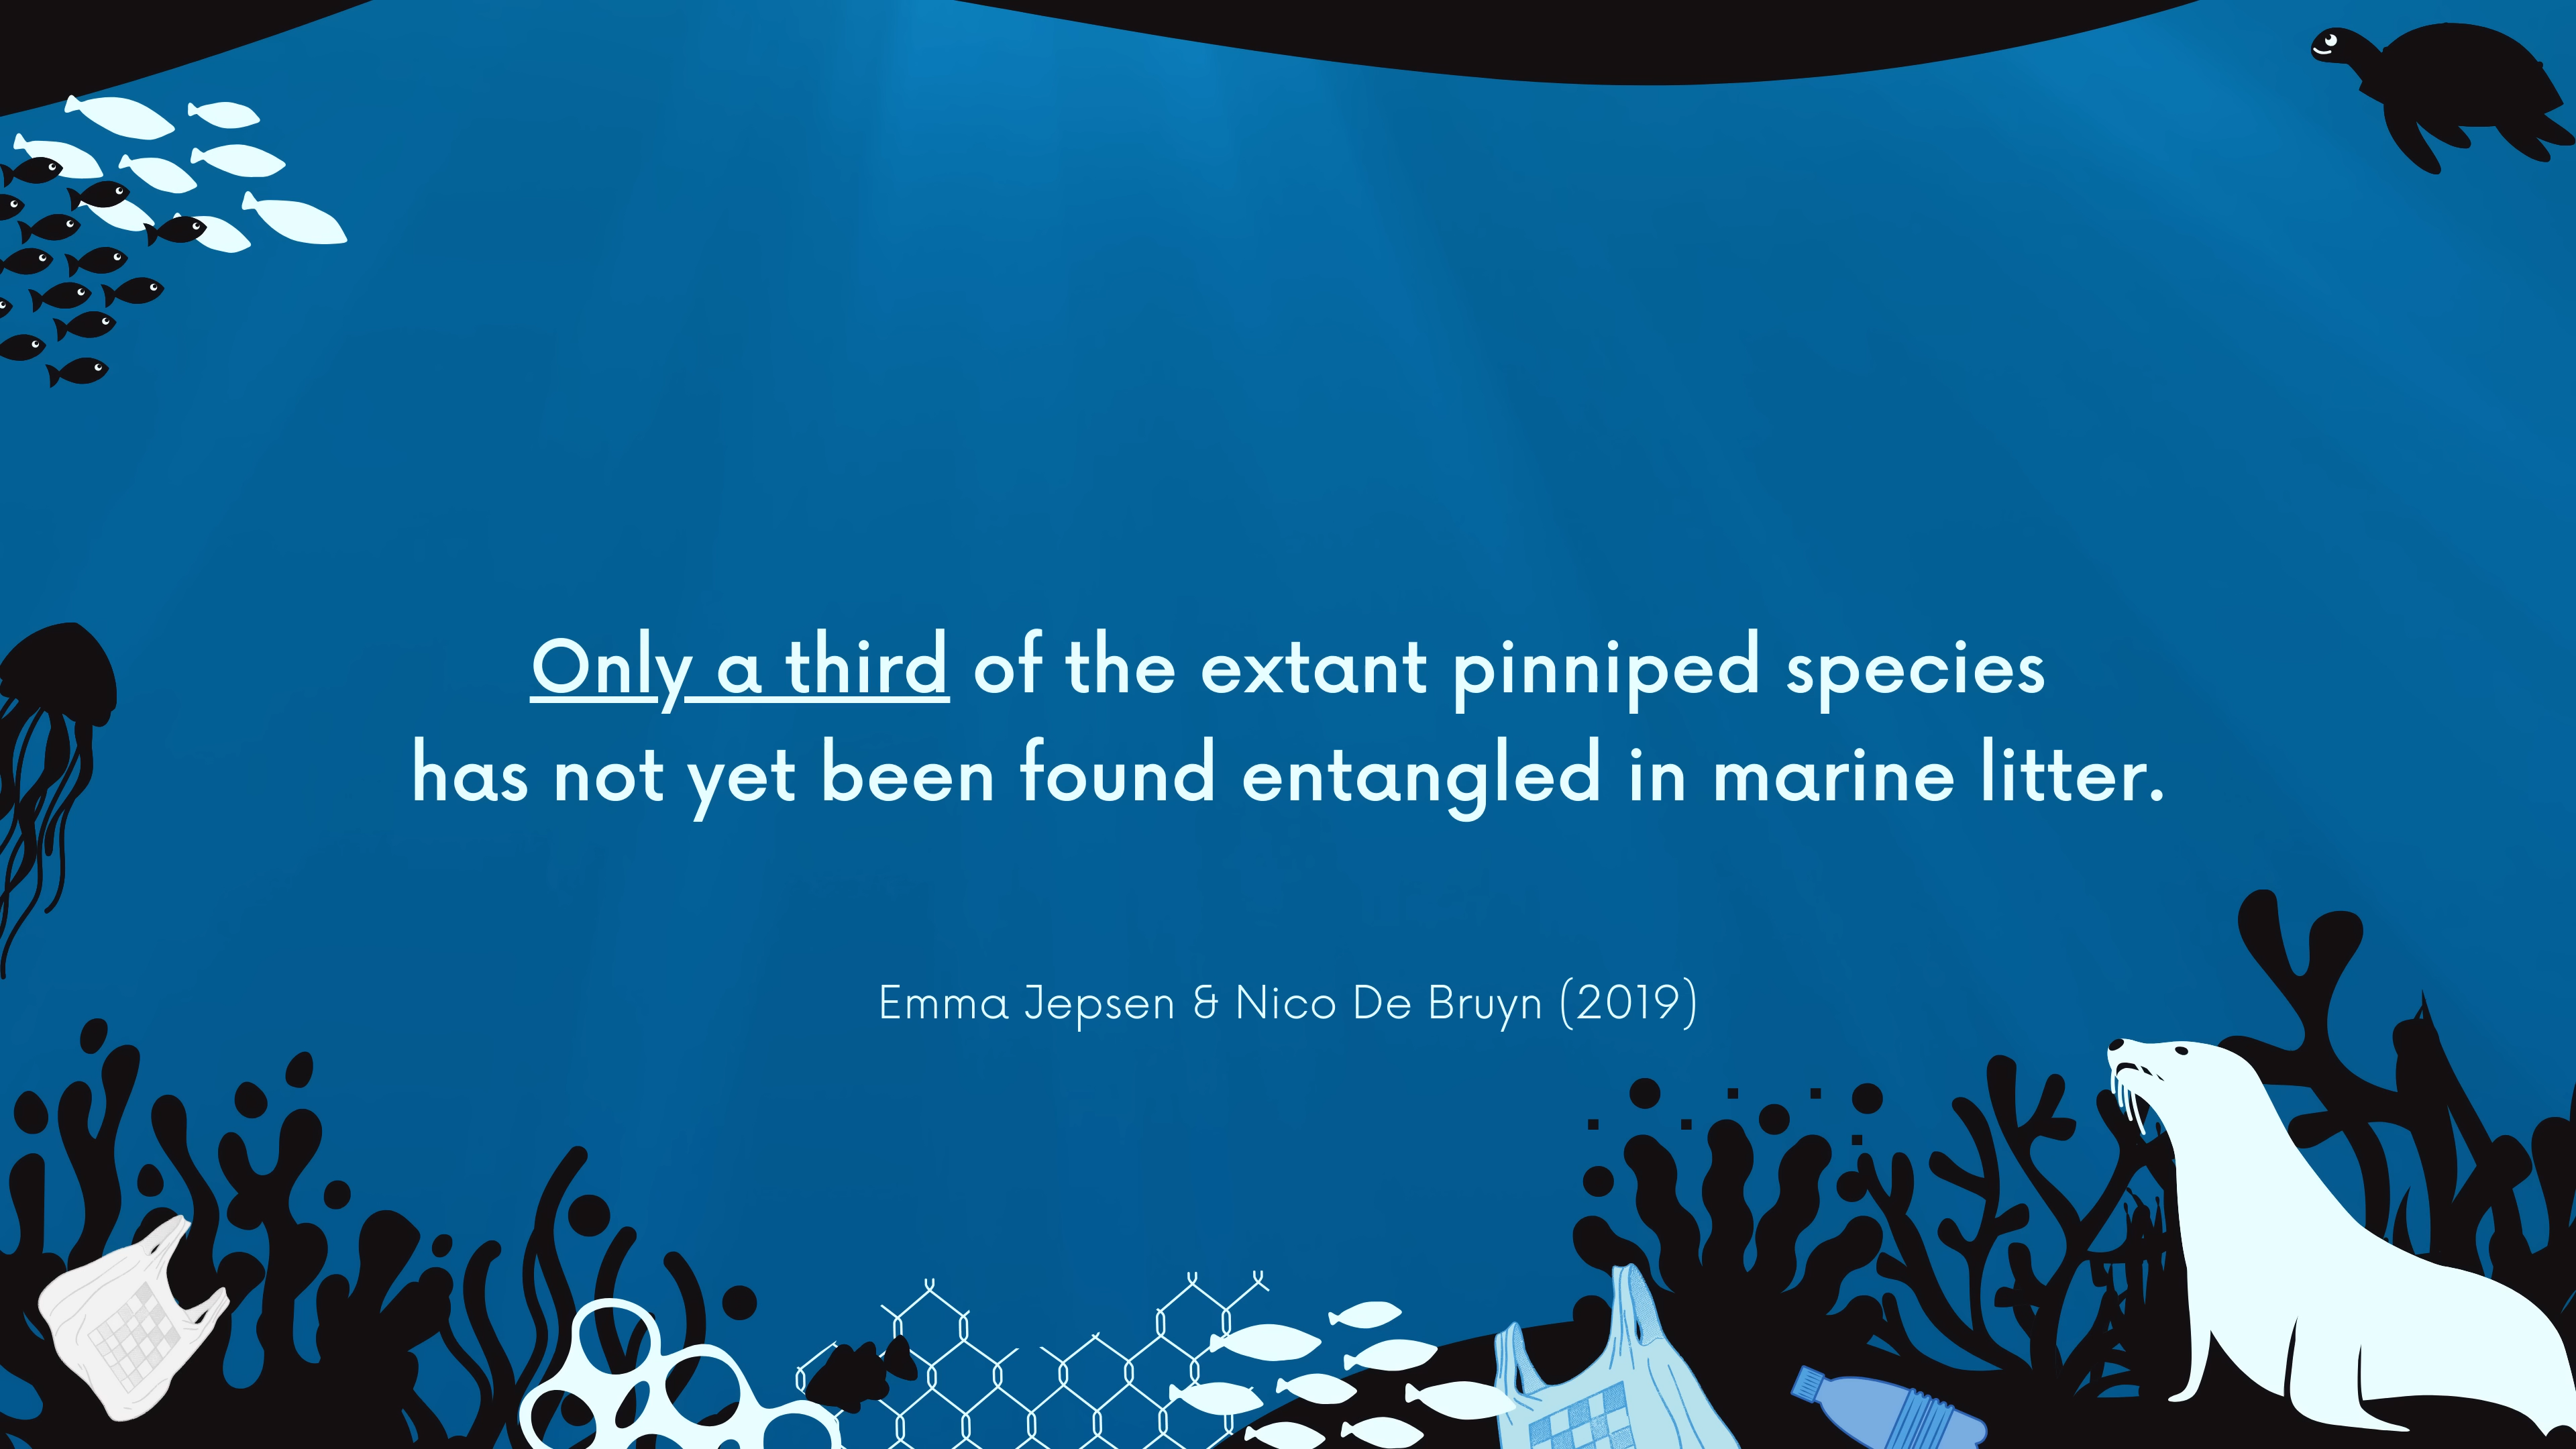 Only a third of the extant pinniped species
has not yet been found entangled in marine litter.
Emma Jepsen & Nico De Bruyn (2019)